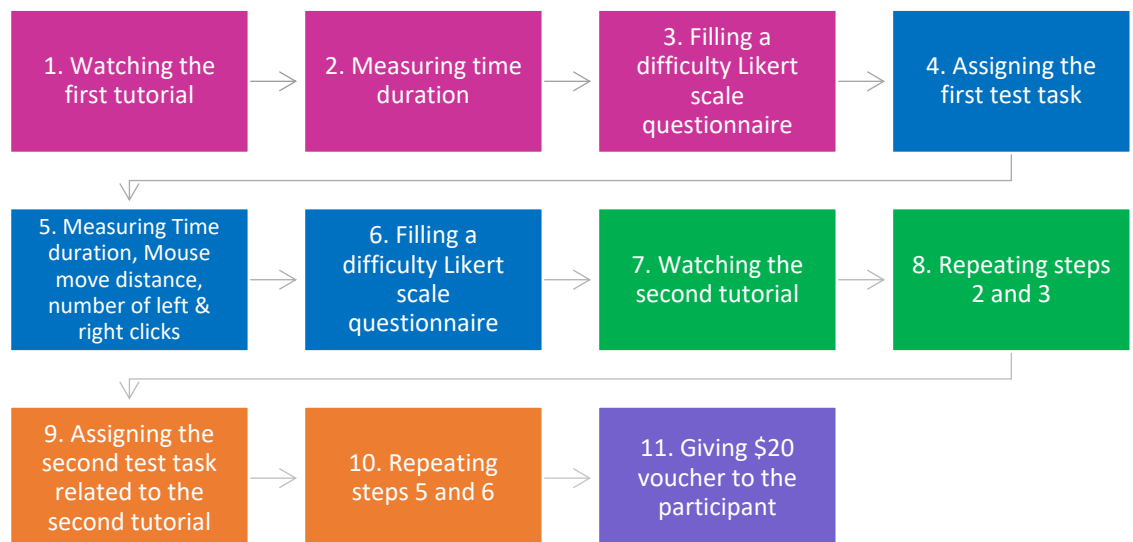 1. Watching the
first tutorial
2. Measuring time
duration
3. Filling a
difficulty Likert
scale
questionnaire
4. Assigning the
first test task
5. Measuring Time
duration, Mouse
move distance,
number of left &
right clicks
6. Filling a
difficulty Likert
scale
questionnaire
7. Watching the
second tutorial
8. Repeating steps
2 and 3
9. Assigning the
second test task
related to the
second tutorial
10. Repeating
steps 5 and 6
11. Giving $20
voucher to the
participant